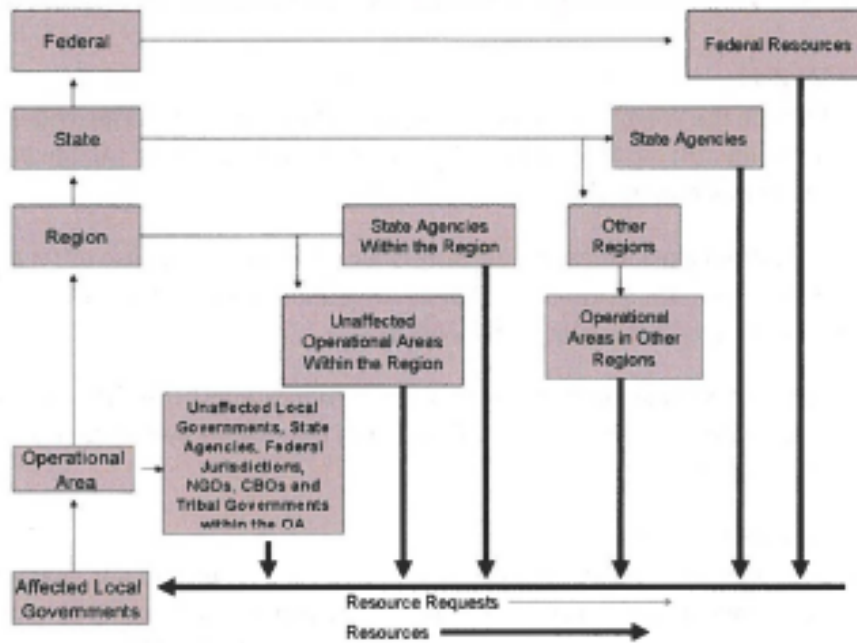 Federal
Federal Resources
State
State Agencies
Region
State Agencies
Within the Region
Other
Regions
Unaffected
Operational Areas
Within the Region
Operational
Areas in Other
Regions
Operational
Area
Unaffected Local
Governments, State
Agencies, Federal
Jurisdictions,
NGOs, CBOs and
Tribal Governments
within the OA
Affected Local
Governments
Resource Requests
Resources